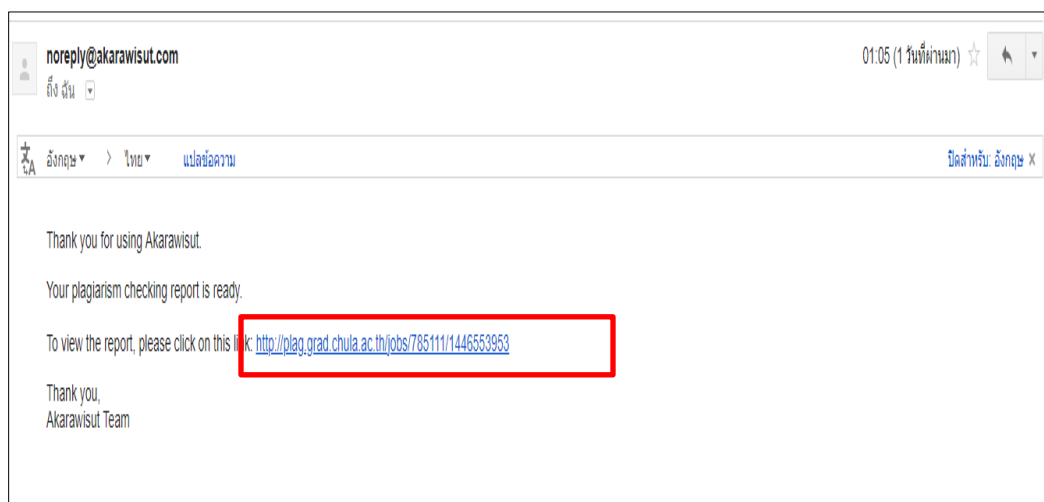 noreply@akarawisut.com
01:05 (1 วันที่ผ่านมา)
ถึง ฉัน
อังกฤษ > ไทย แปลข้อความ ปิดสำหรับ: อังกฤษ ×
Thank you for using Akarawisut.
Your plagiarism checking report is ready.
To view the report, please click on this link: http://plag.grad.chula.ac.th/jobs/785111/1446553953
Thank you,
Akarawisut Team